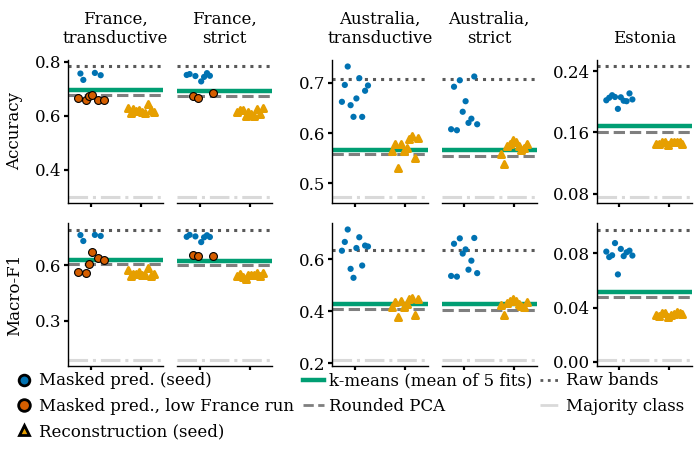 France, transductive
France, strict
Australia, transductive
Australia, strict
Estonia
Accuracy
0.8
0.6
0.4
0.7
0.6
0.5
0.24
0.16
0.08
Macro-F1
0.6
0.3
0.6
0.4
0.2
0.08
0.04
0.00
Masked pred. (seed)
Masked pred., low France run
Reconstruction (seed)
k-means (mean of 5 fits)
Rounded PCA
Raw bands
Majority class